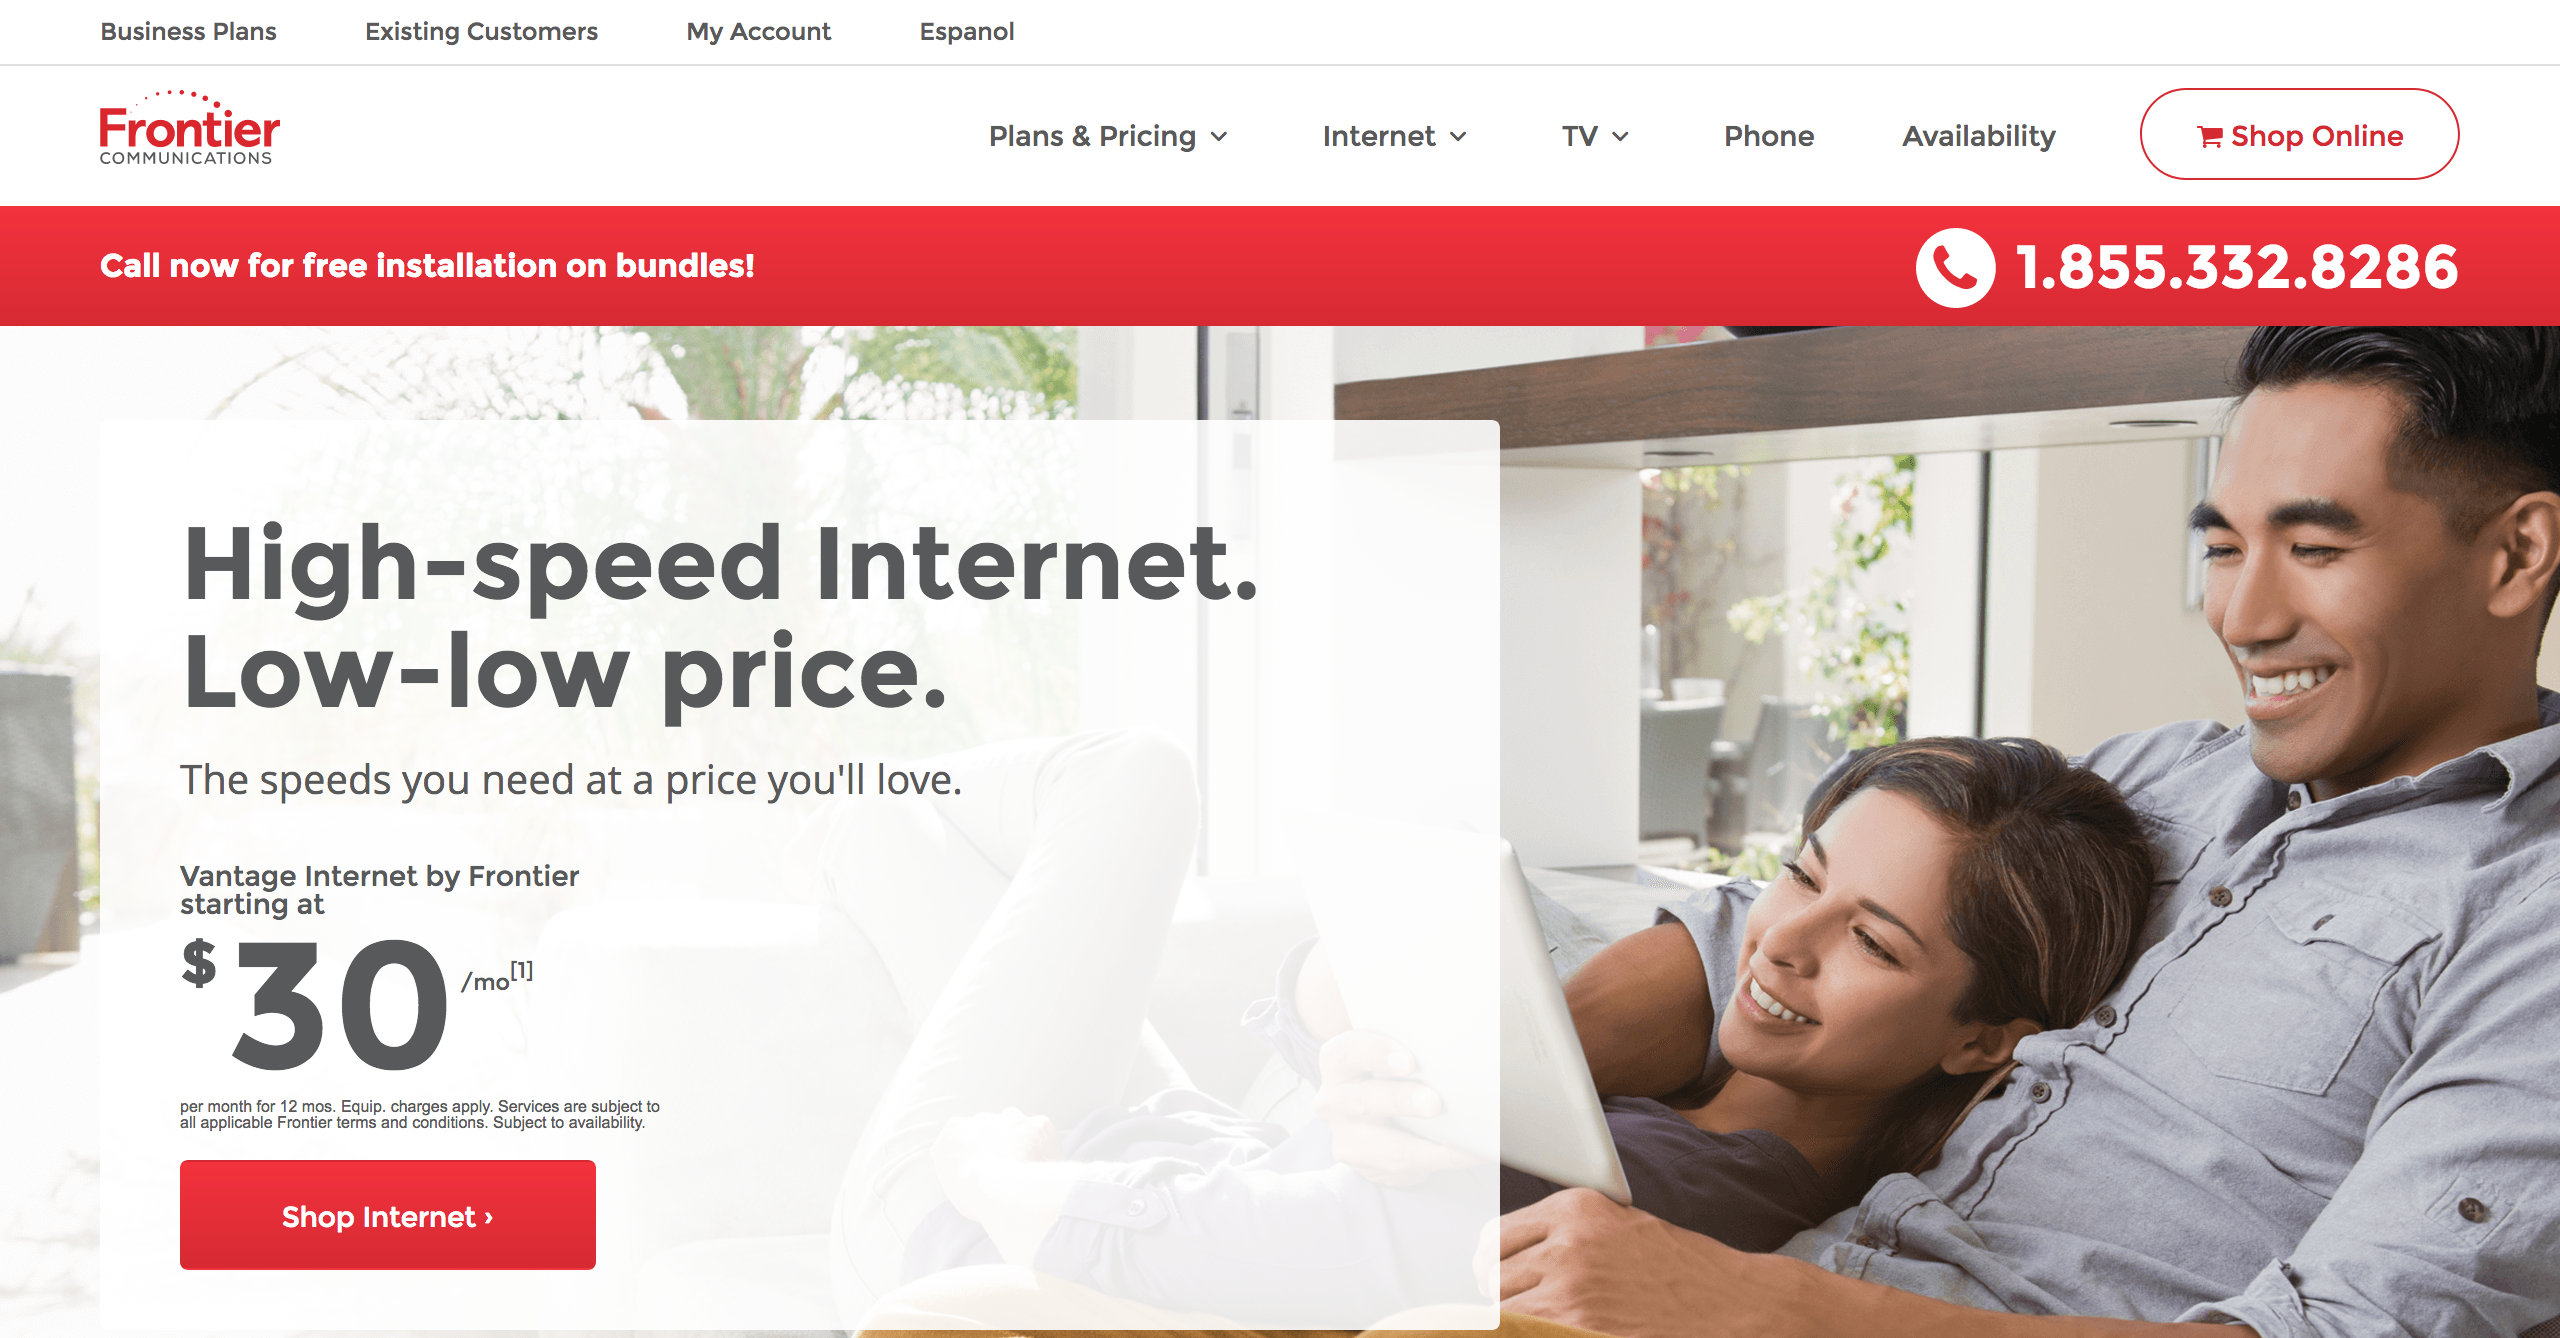 Business Plans
Existing Customers
My Account
Espanol
Frontier
COMMUNICATIONS
Plans & Pricing
Internet
TV
Phone
Availability
Shop Online
Call now for free installation on bundles!
1.855.332.8286
High-speed Internet.
Low-low price.
The speeds you need at a price you'll love.
Vantage Internet by Frontier
starting at
$30/mo[1]
per month for 12 mos. Equip. charges apply. Services are subject to
all applicable Frontier terms and conditions. Subject to availability.
Shop Internet ›